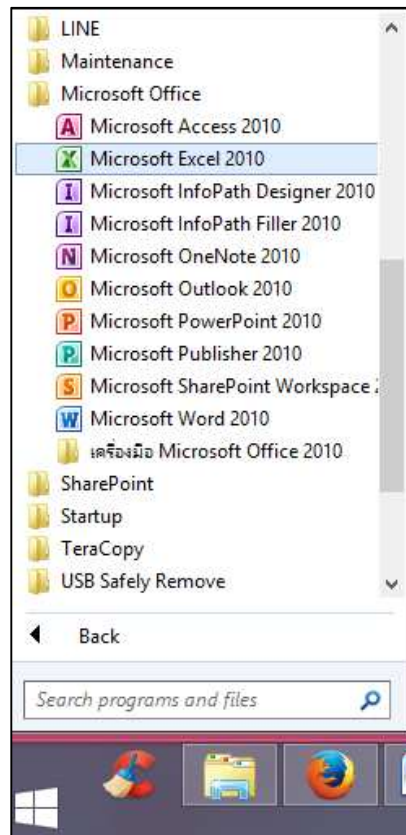 LINE
Maintenance
Microsoft Office
Microsoft Access 2010
Microsoft Excel 2010
Microsoft InfoPath Designer 2010
Microsoft InfoPath Filler 2010
Microsoft OneNote 2010
Microsoft Outlook 2010
Microsoft PowerPoint 2010
Microsoft Publisher 2010
Microsoft SharePoint Workspace
Microsoft Word 2010
เครื่องมือ Microsoft Office 2010
SharePoint
Startup
TeraCopy
USB Safely Remove
Back
Search programs and files